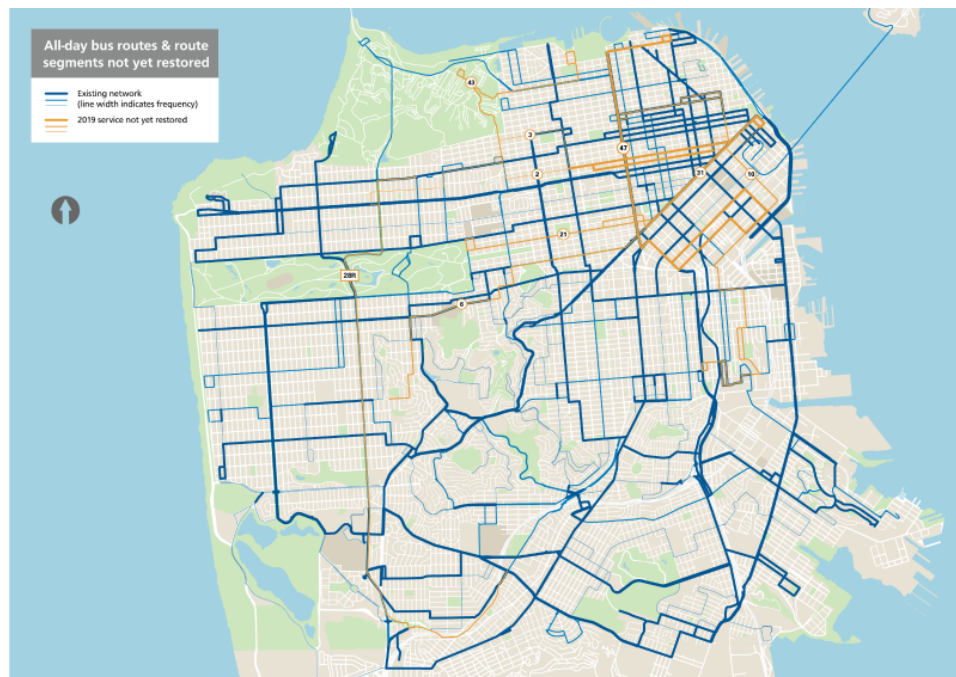 All-day bus routes & route
segments not yet restored
Existing network
(line width indicates frequency)
2019 service not yet restored
43
3
47
2
31
10
21
28R
6